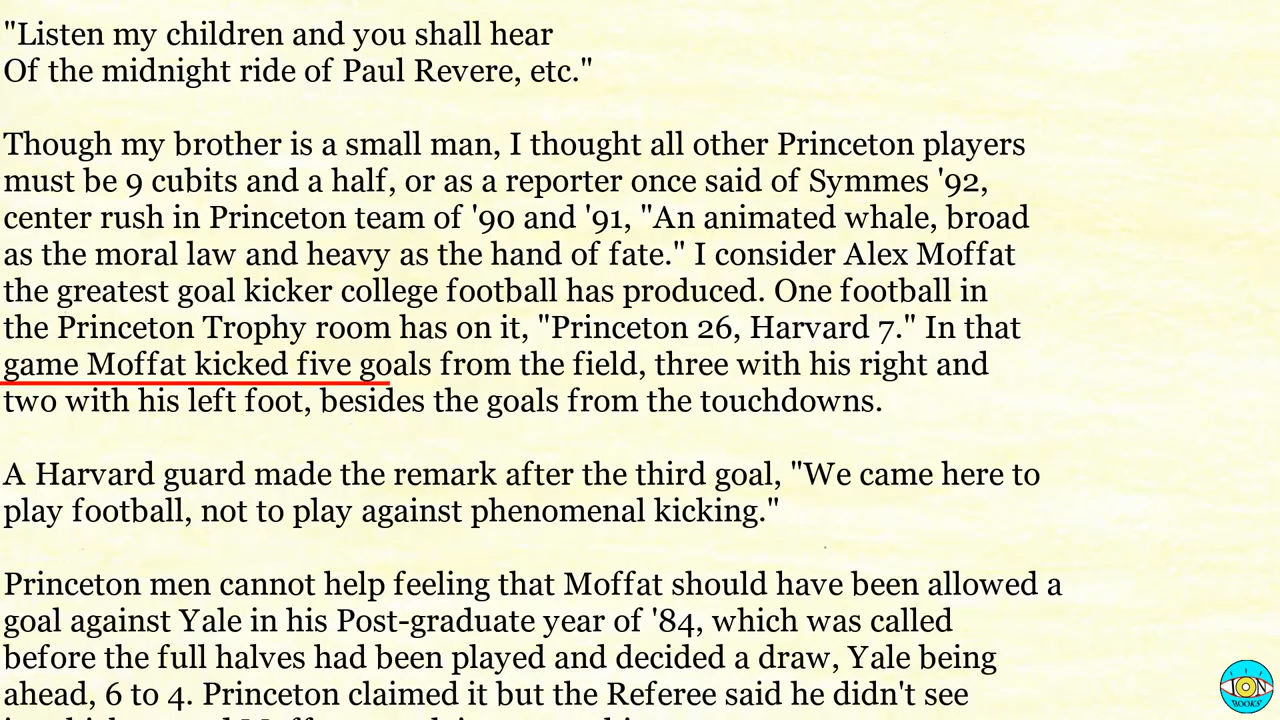 "Listen my children and you shall hear
Of the midnight ride of Paul Revere, etc."
Though my brother is a small man, I thought all other Princeton players
must be 9 cubits and a half, or as a reporter once said of Symmes '92,
center rush in Princeton team of '90 and '91, "An animated whale, broad
as the moral law and heavy as the hand of fate." I consider Alex Moffat
the greatest goal kicker college football has produced. One football in
the Princeton Trophy room has on it, "Princeton 26, Harvard 7." In that
game Moffat kicked five goals from the field, three with his right and
two with his left foot, besides the goals from the touchdowns.
A Harvard guard made the remark after the third goal, "We came here to
play football, not to play against phenomenal kicking."
Princeton men cannot help feeling that Moffat should have been allowed a
goal against Yale in his Post-graduate year of '84, which was called
before the full halves had been played and decided a draw, Yale being
ahead, 6 to 4. Princeton claimed it but the Referee said he didn't see
ION
BOOKS